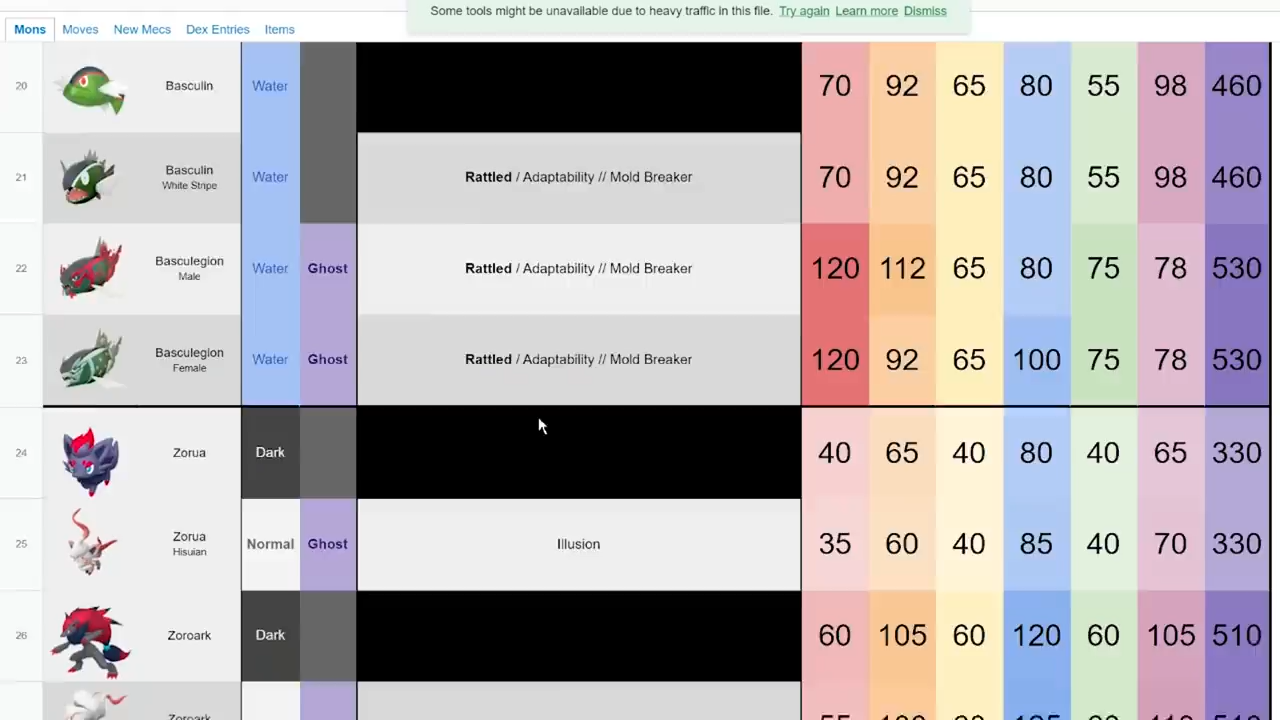 Some tools might be unavailable due to heavy traffic in this file. Try again Learn more Dismiss
Mons Moves New Mecs Dex Entries Items
20 Basculin Water 70 92 65 80 55 98 460
21 Basculin White Stripe Water Rattled / Adaptability // Mold Breaker 70 92 65 80 55 98 460
22 Basculegion Male Water Ghost Rattled / Adaptability // Mold Breaker 120 112 65 80 75 78 530
23 Basculegion Female Water Ghost Rattled / Adaptability // Mold Breaker 120 92 65 100 75 78 530
24 Zorua Dark 40 65 40 80 40 65 330
25 Zorua Hisuian Normal Ghost Illusion 35 60 40 85 40 70 330
26 Zoroark Dark 60 105 60 120 60 105 510
Zoroark